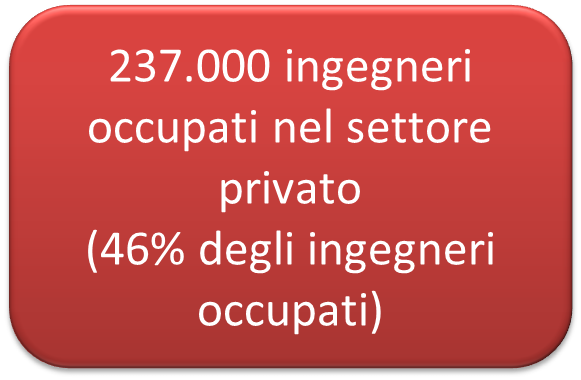 237.000 ingegneri
occupati nel settore
privato
(46% degli ingegneri
occupati)